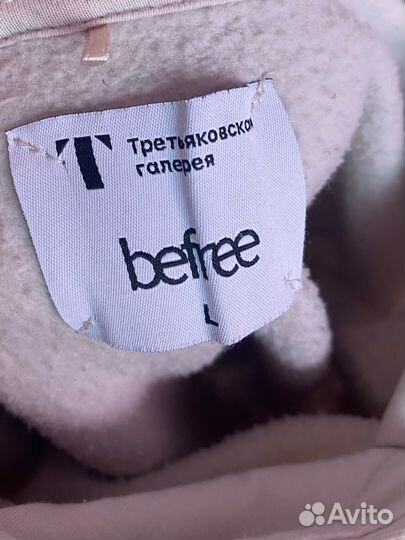 Т Третьяковская
галерея
befree
L
Avito